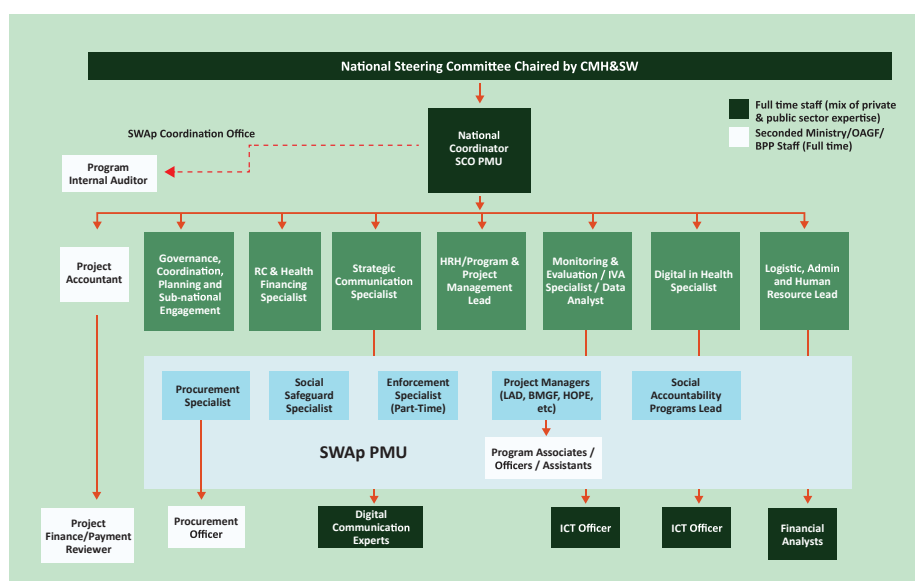 National Steering Committee Chaired by CMH&SW
Full time staff (mix of private
& public sector expertise)
Seconded Ministry/OAGF/
BPP Staff (Full time)
SWAp Coordination Office
National
Coordinator
SCO PMU
Program
Internal Auditor
Project
Accountant
Governance,
Coordination,
Planning and
Sub-national
Engagement
RC & Health
Financing
Specialist
Strategic
Communication
Specialist
HRH/Program &
Project
Management
Lead
Monitoring &
Evaluation / IVA
Specialist / Data
Analyst
Digital in Health
Specialist
Logistic, Admin
and Human
Resource Lead
Procurement
Specialist
Social
Safeguard
Specialist
Enforcement
Specialist
(Part-Time)
Project Managers
(LAD, BMGF, HOPE,
etc)
Social
Accountability
Programs Lead
SWAp PMU
Program Associates /
Officers / Assistants
Project
Finance/Payment
Reviewer
Procurement
Officer
Digital
Communication
Experts
ICT Officer
ICT Officer
Financial
Analysts